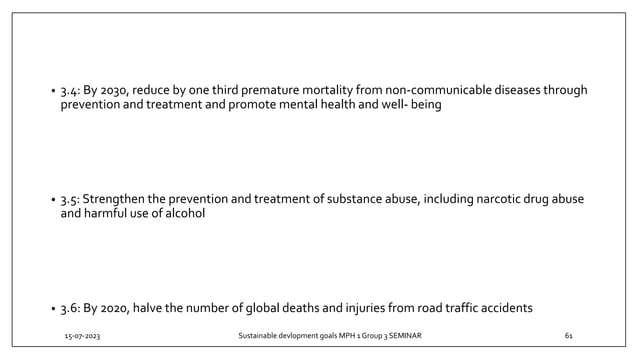 ▪ 3.4: By 2030, reduce by one third premature mortality from non-communicable diseases through
prevention and treatment and promote mental health and well- being
▪ 3.5: Strengthen the prevention and treatment of substance abuse, including narcotic drug abuse
and harmful use of alcohol
▪ 3.6: By 2020, halve the number of global deaths and injuries from road traffic accidents
15-07-2023 Sustainable devlopment goals MPH 1 Group 3 SEMINAR 61